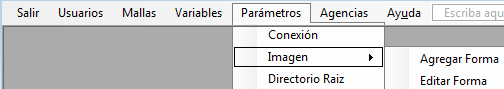 Salir Usuarios Mallas Variables Parámetros Agencias Ayuda Escriba aqu
Conexión
Imagen
Agregar Forma
Directorio Raiz
Editar Forma